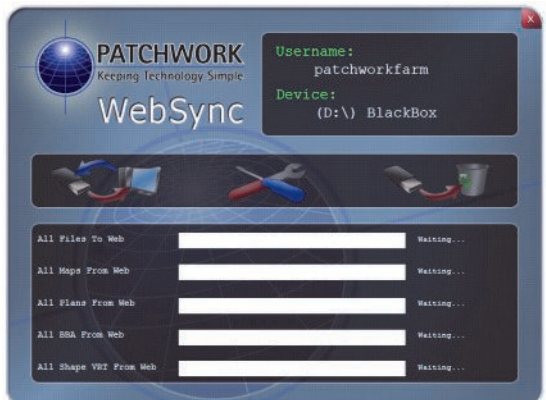 PATCHWORK
Keeping Technology Simple
WebSync
Username:
patchworkfarm
Device:
(D:\) BlackBox
X
All Files To Web Waiting...
All Maps From Web Waiting...
All Plans From Web Waiting...
All BBA From Web Waiting...
All Shape VRT From Web Waiting...